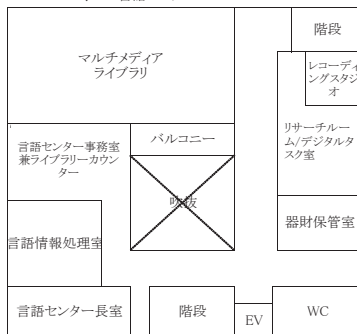 階段
マルチメディア
ライブラリ
レコーディ
ングスタジ
オ
バルコニー
リサーチルー
ム/デジタルタ
スク室
言語センター事務室
兼ライブラリーカウン
ター
吹抜
器財保管室
言語情報処理室
言語センター長室
階段
EV
WC